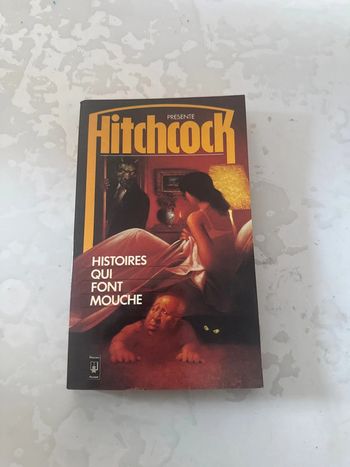 PRÉSENTE
Hitchcock
HISTOIRES
QUI
FONT
MOUCHE